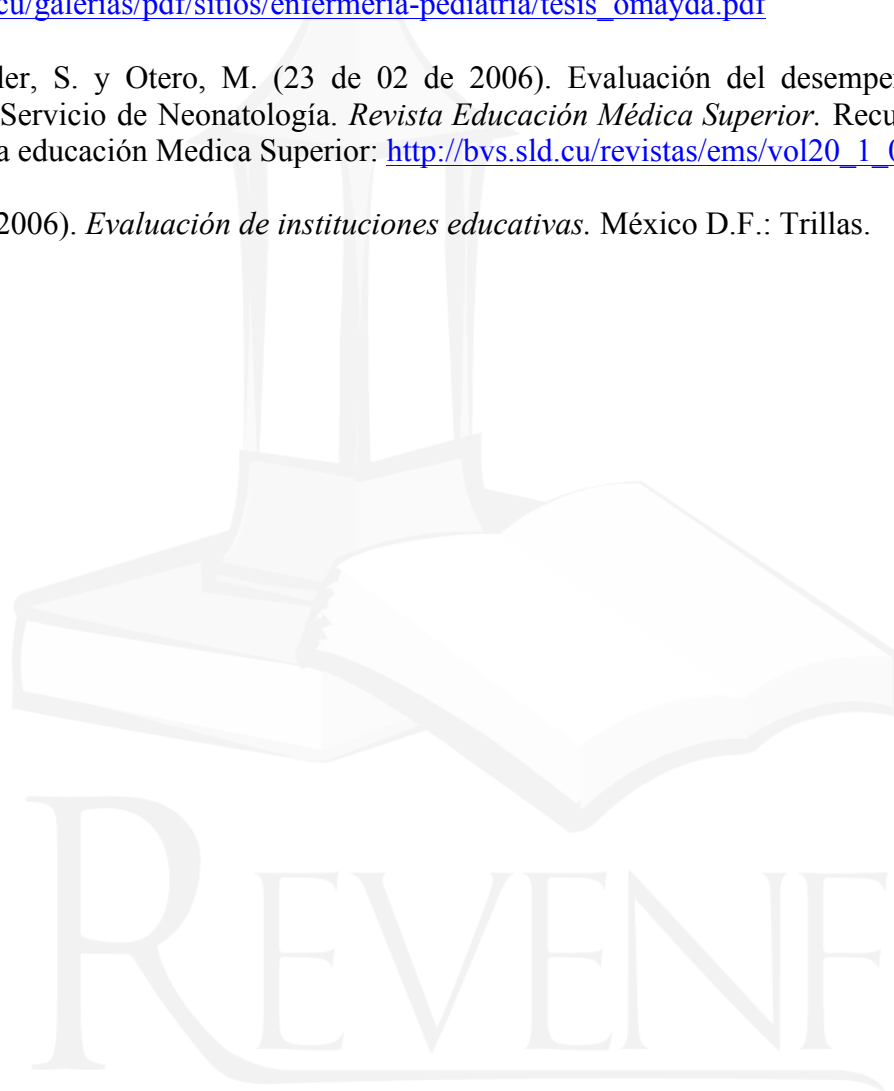 cu/galerias/pdf/sitios/enfermeria-pediatria/tesis_omayda.pdf
ler, S. y Otero, M. (23 de 02 de 2006). Evaluación del desempe
Servicio de Neonatología. Revista Educación Médica Superior. Recu
a educación Medica Superior: http://bvs.sld.cu/revistas/ems/vol20_1_0
2006). Evaluación de instituciones educativas. México D.F.: Trillas.
REVENF